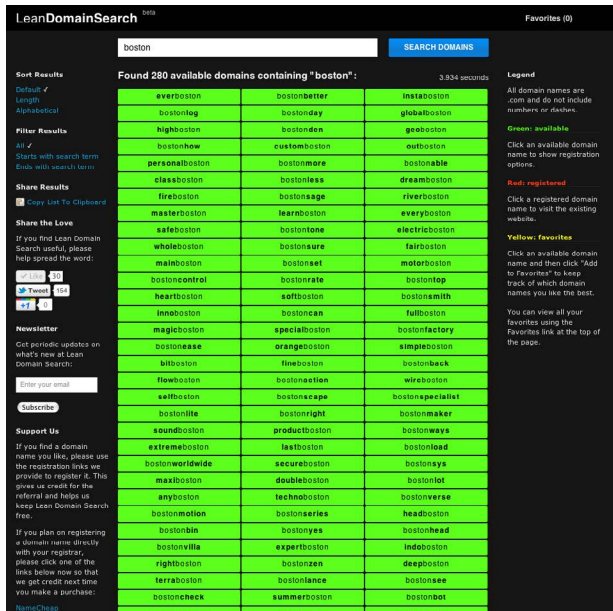 LeanDomainSearch beta
Favorites (0)
boston
SEARCH DOMAINS
Sort Results
Default ✓
Length
Alphabetical
Filter Results
All ✓
Starts with search term
Ends with search term
Share Results
Copy List To Clipboard
Share the Love
If you find Lean Domain
Search useful, please
help spread the word:
Like 30
Tweet 154
+1 0
Newsletter
Get periodic updates on
what's new at Lean
Domain Search:
Enter your email
Subscribe
Support Us
If you find a domain
name you like, please use
the registration links we
provide to register it. This
gives us credit for the
referral and helps us
keep Lean Domain Search
free.
If you plan on registering
a domain name directly
with your registrar,
please click one of the
links below now so that
we get credit next time
you make a purchase:
NameCheap
Found 280 available domains containing "boston":
3.934 seconds
everboston bostonbetter instaboston
bostonlog bostonday globalboston
highboston bostonden geoboston
bostonhow customboston outboston
personalboston bostonmore bostonable
classboston bostonless dreamboston
fireboston bostonsage riverboston
masterboston learnboston everyboston
safeboston bostontone electricboston
wholeboston bostonsure fairboston
mainboston bostonset motorboston
bostoncontrol bostonrate bostontop
heartboston softboston bostonsmith
innoboston bostoncan fullboston
magicboston specialboston bostonfactory
bostonease orangeboston simpleboston
bitboston fineboston bostonback
flowboston bostonaction wireboston
selfboston bostonscape bostonspecialist
bostonlite bostonright bostonmaker
soundboston productboston bostonways
extremeboston lastboston bostonload
bostonworldwide secureboston bostonsys
maxiboston doubleboston bostonlot
anyboston technoboston bostonverse
bostonmotion bostonseries headboston
bostonbin bostonyes bostonhead
bostonvilla expertboston indoboston
rightboston bostonzen deepboston
terraboston bostonlance bostonsee
bostoncheck summerboston bostonbot
Legend
All domain names are
.com and do not include
numbers or dashes.
Green: available
Click an available domain
name to show registration
options.
Red: registered
Click a registered domain
name to visit the existing
website.
Yellow: favorites
Click an available domain
name and then click "Add
to Favorites" to keep
track of which domain
names you like the best.
You can view all your
favorites using the
Favorites link at the top of
the page.